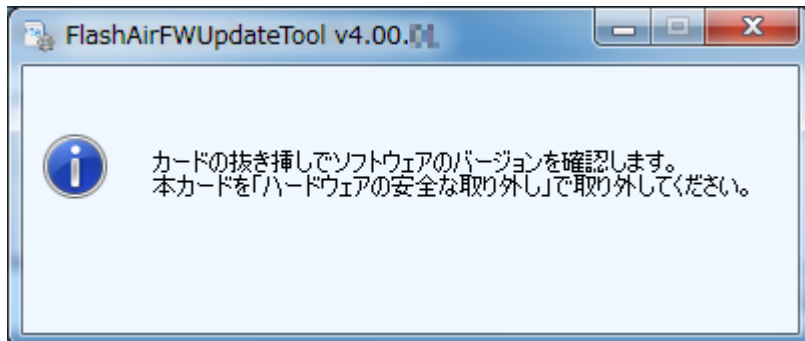 FlashAirFWUpdateTool v4.00.
カードの抜き挿しでソフトウェアのバージョンを確認します。
本カードを「ハードウェアの安全な取り外し」で取り外してください。